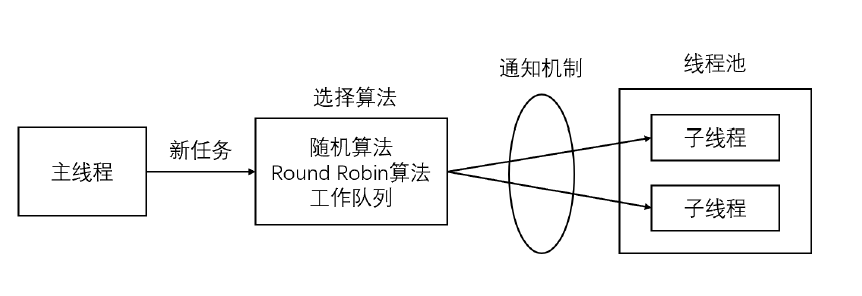 主线程
新任务
选择算法
随机算法
Round Robin算法
工作队列
通知机制
线程池
子线程
子线程